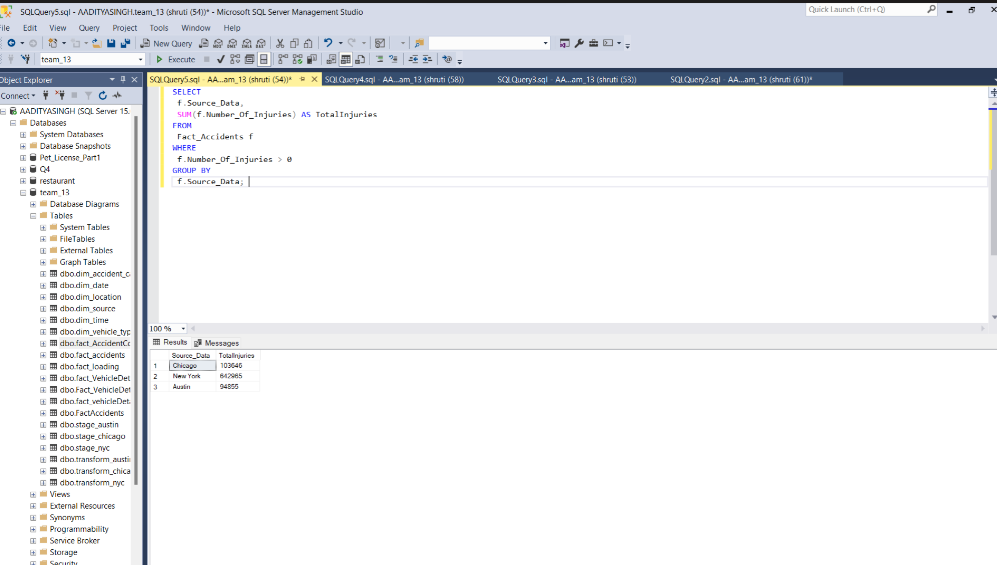 SQLQuery5.sql - AADITYASINGH.team_13 (shruti (54))* - Microsoft SQL Server Management Studio
Quick Launch (Ctrl+Q)
File Edit View Query Project Tools Window Help
New Query
team_13
Execute
Object Explorer
SQLQuery5.sql - AA...am_13 (shruti (54))*
SQLQuery4.sql - AA...am_13 (shruti (58))
SQLQuery3.sql - AA...am_13 (shruti (53))
SQLQuery2.sql - AA...am_13 (shruti (61))*
Connect
AADITYASINGH (SQL Server 15.
Databases
System Databases
Database Snapshots
Pet_License_Part1
Q4
restaurant
team_13
Database Diagrams
Tables
System Tables
FileTables
External Tables
Graph Tables
dbo.dim_accident_c
dbo.dim_date
dbo.dim_location
dbo.dim_source
dbo.dim_time
dbo.dim_vehicle_typ
dbo.fact_AccidentC
dbo.fact_accidents
dbo.fact_loading
dbo.fact_VehicleDet
dbo.Fact_VehicleDet
dbo.fact_vehicleDet
dbo.FactAccidents
dbo.stage_austin
dbo.stage_chicago
dbo.stage_nyc
dbo.transform_austi
dbo.transform_chica
dbo.transform_nyc
Views
External Resources
Synonyms
Programmability
Service Broker
Storage
Security
SELECT
f.Source_Data,
SUM(f.Number_Of_Injuries) AS TotalInjuries
FROM
Fact_Accidents f
WHERE
f.Number_Of_Injuries > 0
GROUP BY
f.Source_Data;
100 %
Results Messages
Source_Data TotalInjuries
1 Chicago 103646
2 New York 642965
3 Austin 94855